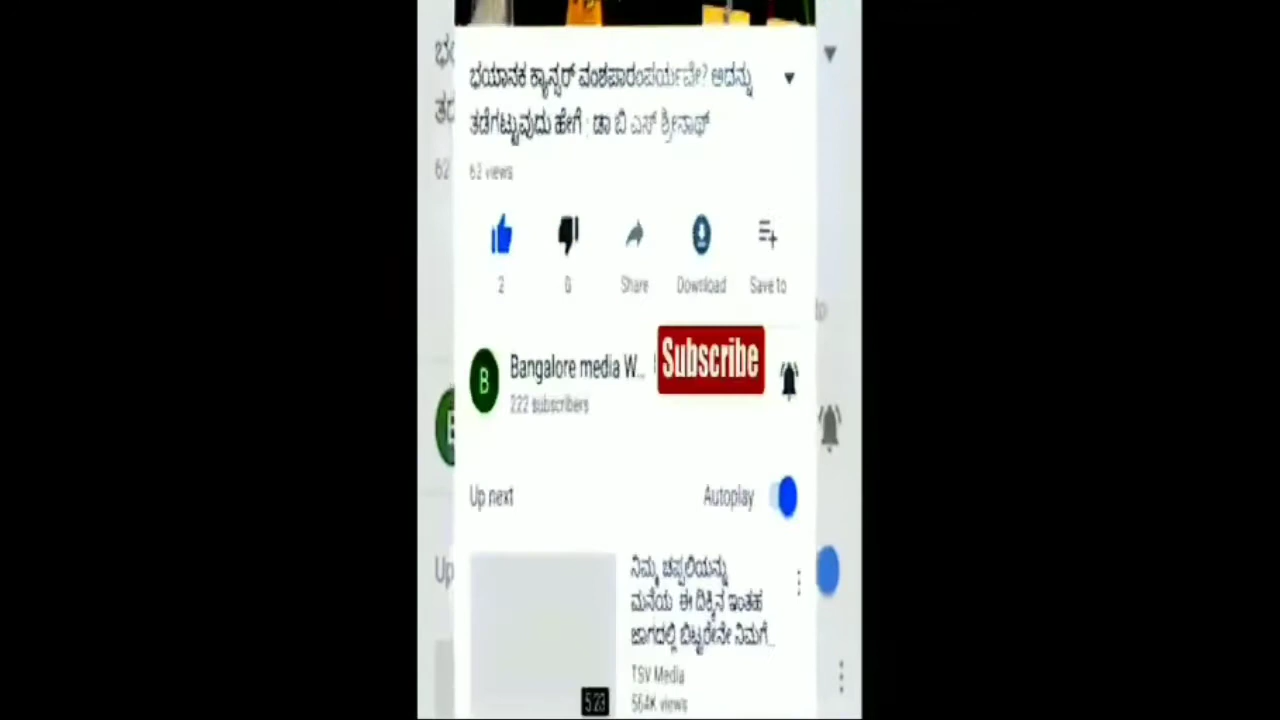 ಭಯಾನಕ ಕ್ಯಾನ್ಸರ್ ವಂಶಪಾರಂಪರ್ಯವೇ? ಅದನ್ನು
ತಡೆಗಟ್ಟುವುದು ಹೇಗೆ : ಡಾ ಬಿ ಎಸ್ ಶ್ರೀನಾಥ್
62 views
2
0
Share
Download
Save to
Bangalore media W...
Subscribe
222 subscribers
Up next
Autoplay
ನಿಮ್ಮ ಚಪ್ಪಲಿಯನ್ನು
ಮನೆಯ ಈ ದಿಕ್ಕಿನ ಇಂತಹ
ಜಾಗದಲ್ಲಿ ಬಿಟ್ಟರೇನೇ ನಿಮಗೆ...
TSV Media
564K views
5:23